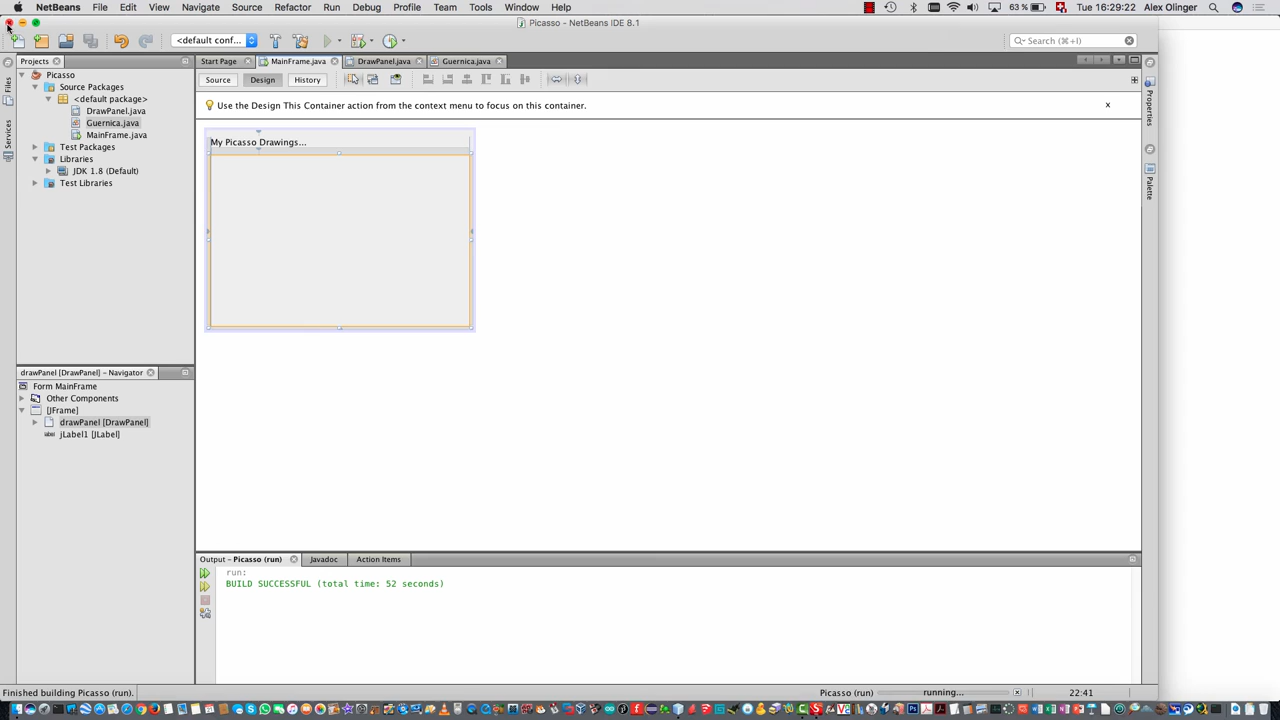 NetBeans File Edit View Navigate Source Refactor Run Debug Profile Team Tools Window Help 63 % Tue 16:29:22 Alex Olinger
Picasso - NetBeans IDE 8.1
<default conf... Search (⌘+I)
Projects Start Page MainFrame.java DrawPanel.java Guernica.java
Source Design History
Use the Design This Container action from the context menu to focus on this container. x
Files
Services
Properties
Palette
Picasso
Source Packages
<default package>
DrawPanel.java
Guernica.java
MainFrame.java
Test Packages
Libraries
JDK 1.8 (Default)
Test Libraries
My Picasso Drawings...
drawPanel [DrawPanel] - Navigator
Form MainFrame
Other Components
[JFrame]
drawPanel [DrawPanel]
label jLabel1 [JLabel]
Output - Picasso (run) Javadoc Action Items
run:
BUILD SUCCESSFUL (total time: 52 seconds)
Finished building Picasso (run). Picasso (run) running... 22:41